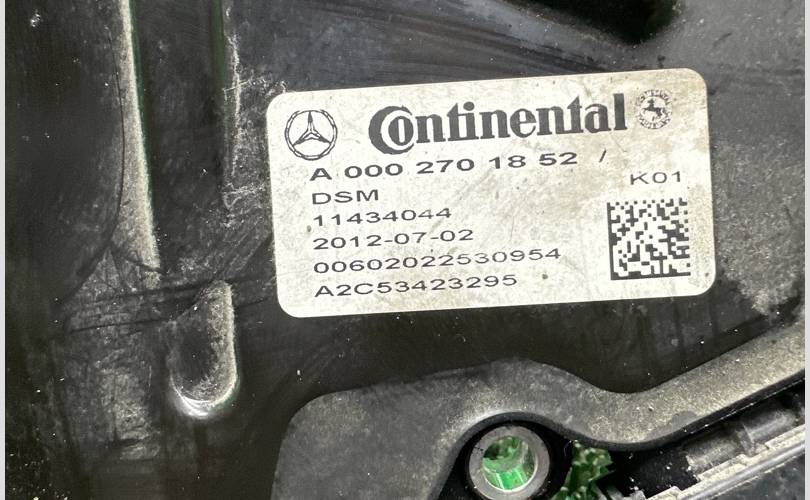 Continental
A 000 270 18 52 /
K01
DSM
11434044
2012-07-02
00602022530954
A2C53423295